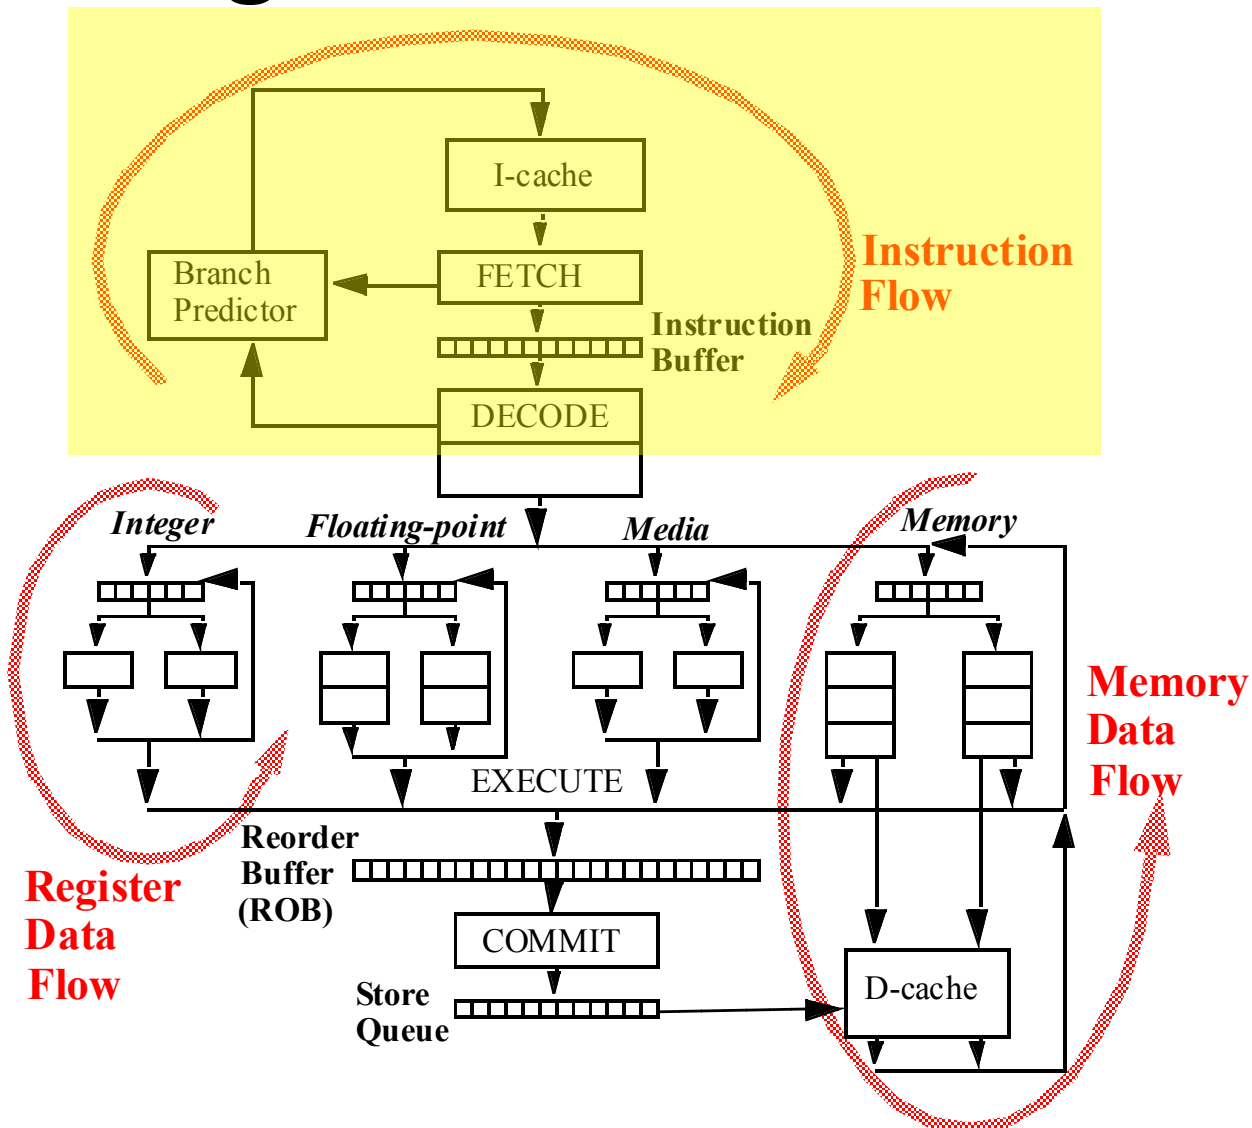 I-cache
Branch
Predictor
FETCH
Instruction
Flow
Instruction
Buffer
DECODE
Integer
Floating-point
Media
Memory
EXECUTE
Memory
Data
Flow
Reorder
Buffer
(ROB)
Register
Data
Flow
COMMIT
Store
Queue
D-cache